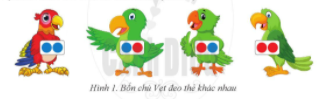 Hình 1. Bốn chú Vẹt đeo thẻ khác nhau